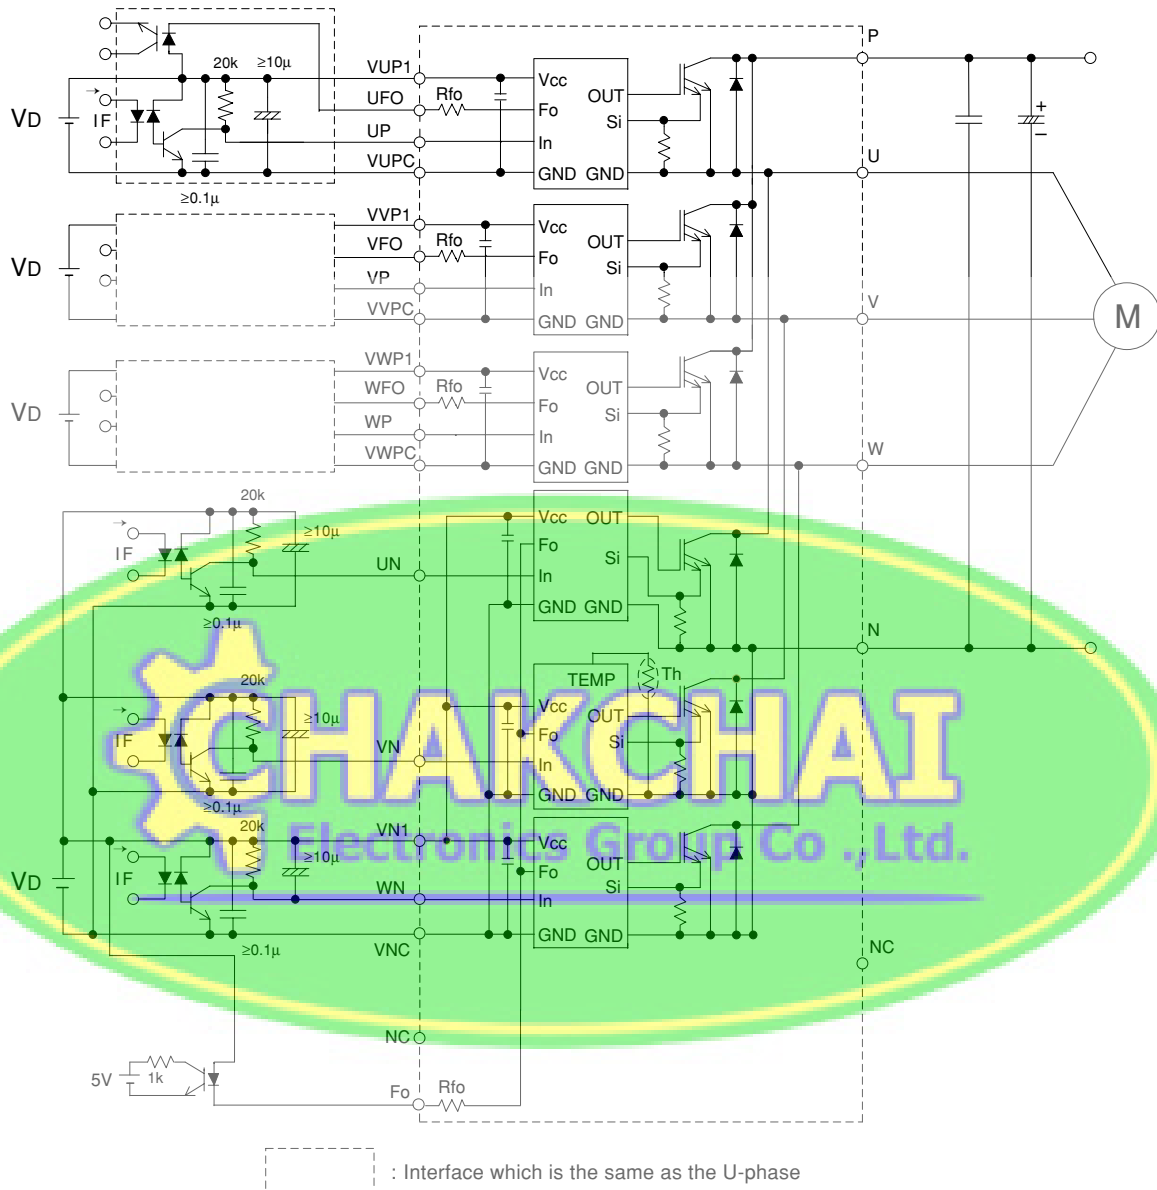 P
VUP1
20k
≥10μ
Vcc
UFO
Rfo
OUT
Fo
VD
IF
Si
UP
In
U
VUPC
GND GND
≥0.1μ
VVP1
Vcc
VFO
Rfo
OUT
Fo
VD
Si
VP
In
VVPC
GND GND
V
M
VWP1
Vcc
WFO
Rfo
OUT
Fo
VD
Si
WP
In
W
VWPC
GND GND
20k
Vcc OUT
≥10μ
Fo
IF
Si
UN
In
GND GND
≥0.1μ
N
TEMP
Th
20k
Vcc
≥10μ
OUT
IF
Fo
Si
VN
In
≥0.1μ
GND GND
CHAKCHAI
Electronics Group Co .,Ltd.
20k
VN1
Vcc
≥10μ
OUT
IF
Fo
VD
Si
WN
In
GND GND
VNC
≥0.1μ
NC
NC
5V
1k
Fo
Rfo
: Interface which is the same as the U-phase
+
–